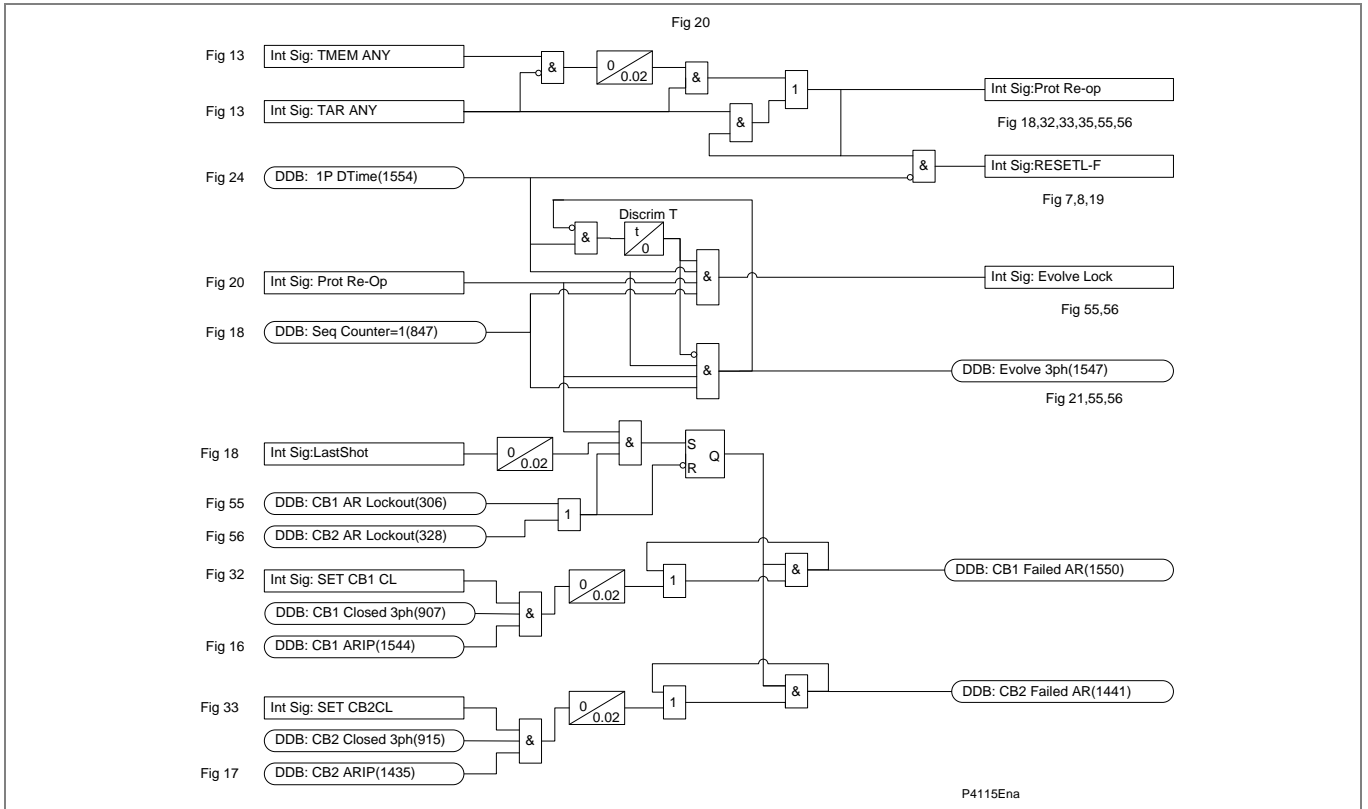 Fig 20
Fig 13
Int Sig: TMEM ANY
&
0
0.02
&
1
Int Sig:Prot Re-op
Fig 13
Int Sig: TAR ANY
&
Fig 18,32,33,35,55,56
&
Int Sig:RESETL-F
Fig 24
DDB: 1P DTime(1554)
Fig 7,8,19
Discrim T
&
t
0
Fig 20
Int Sig: Prot Re-Op
&
Int Sig: Evolve Lock
Fig 55,56
Fig 18
DDB: Seq Counter=1(847)
&
DDB: Evolve 3ph(1547)
Fig 21,55,56
Fig 18
Int Sig:LastShot
0
0.02
&
S
Q
R
Fig 55
DDB: CB1 AR Lockout(306)
1
Fig 56
DDB: CB2 AR Lockout(328)
Fig 32
Int Sig: SET CB1 CL
0
0.02
1
&
DDB: CB1 Failed AR(1550)
DDB: CB1 Closed 3ph(907)
&
Fig 16
DDB: CB1 ARIP(1544)
Fig 33
Int Sig: SET CB2CL
0
0.02
1
&
DDB: CB2 Failed AR(1441)
DDB: CB2 Closed 3ph(915)
&
Fig 17
DDB: CB2 ARIP(1435)
P4115Ena